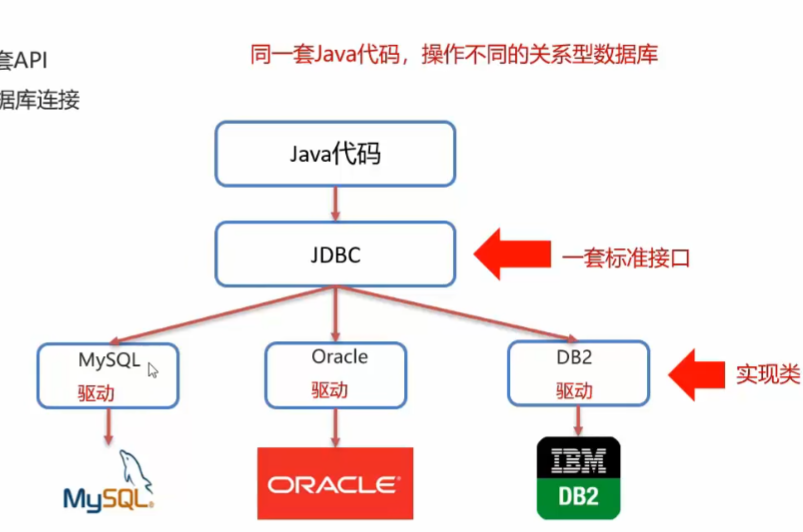 套API
据库连接
同一套Java代码，操作不同的关系型数据库
Java代码
JDBC
一套标准接口
MySQL
驱动
Oracle
驱动
DB2
驱动
实现类
MySQL®
ORACLE®
IBM
DB2